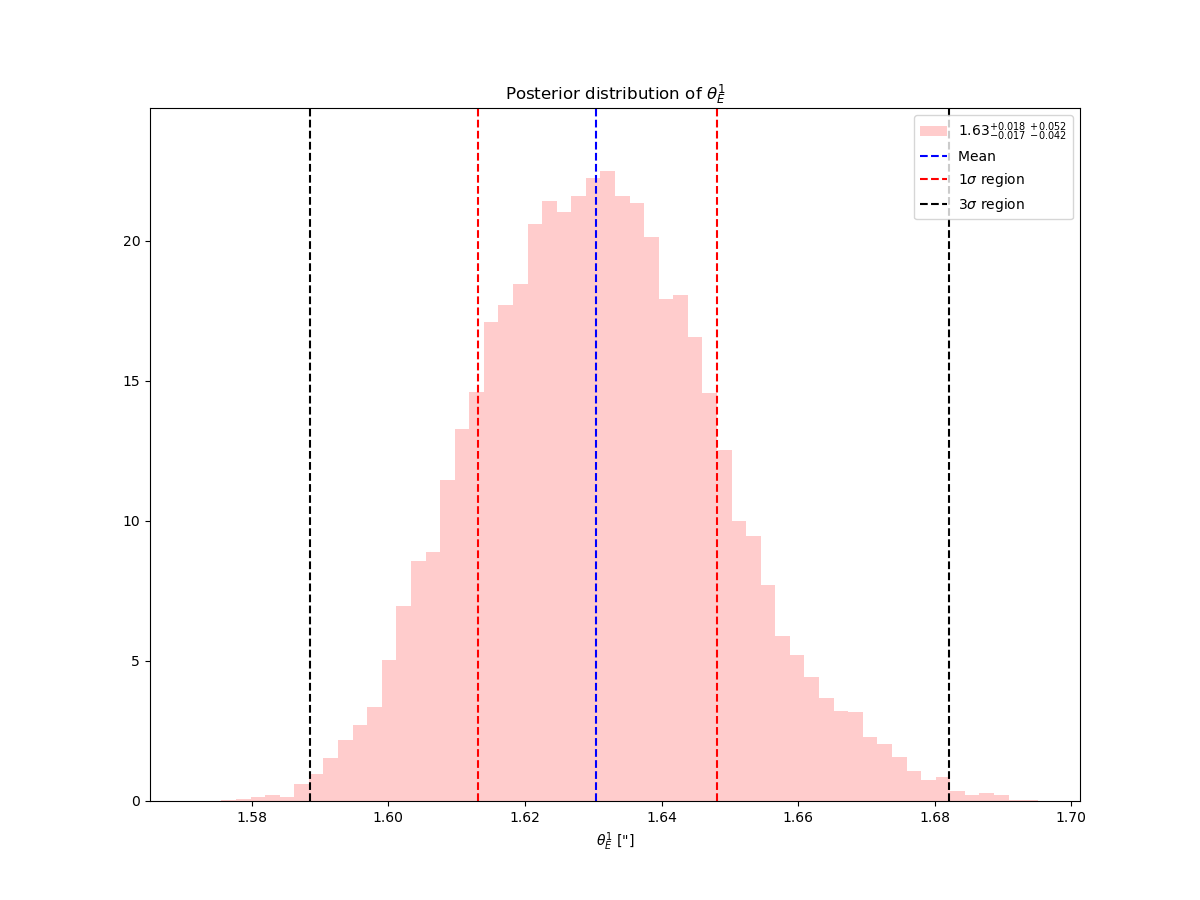 Posterior distribution of $\theta_E^1$
$1.63^{+0.018}_{-0.017}{}^{+0.052}_{-0.042}$
Mean
1σ region
3σ region
20
15
10
5
0
1.58 1.60 1.62 1.64 1.66 1.68 1.70
$\theta_E^1$ ["]